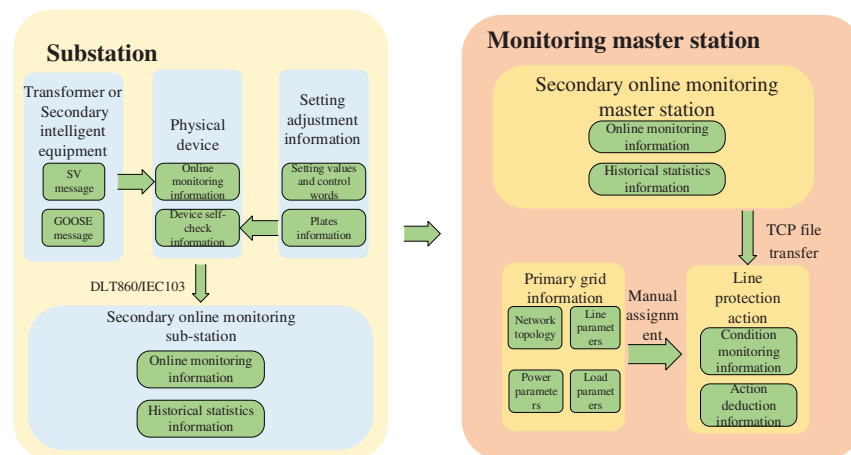 Substation
Transformer or
Secondary
intelligent
equipment
SV
message
GOOSE
message
Physical
device
Online
monitoring
information
Device self-
check
information
Setting
adjustment
information
Setting values
and control
words
Plates
information
DLT860/IEC103
Secondary online monitoring
sub-station
Online monitoring
information
Historical statistics
information
Monitoring master station
Secondary online monitoring
master station
Online monitoring
information
Historical statistics
information
TCP file
transfer
Primary grid
information
Network
topology
Line
paramet
ers
Power
paramete
rs
Load
paramet
ers
Manual
assignm
ent
Line
protection
action
Condition
monitoring
information
Action
deduction
information